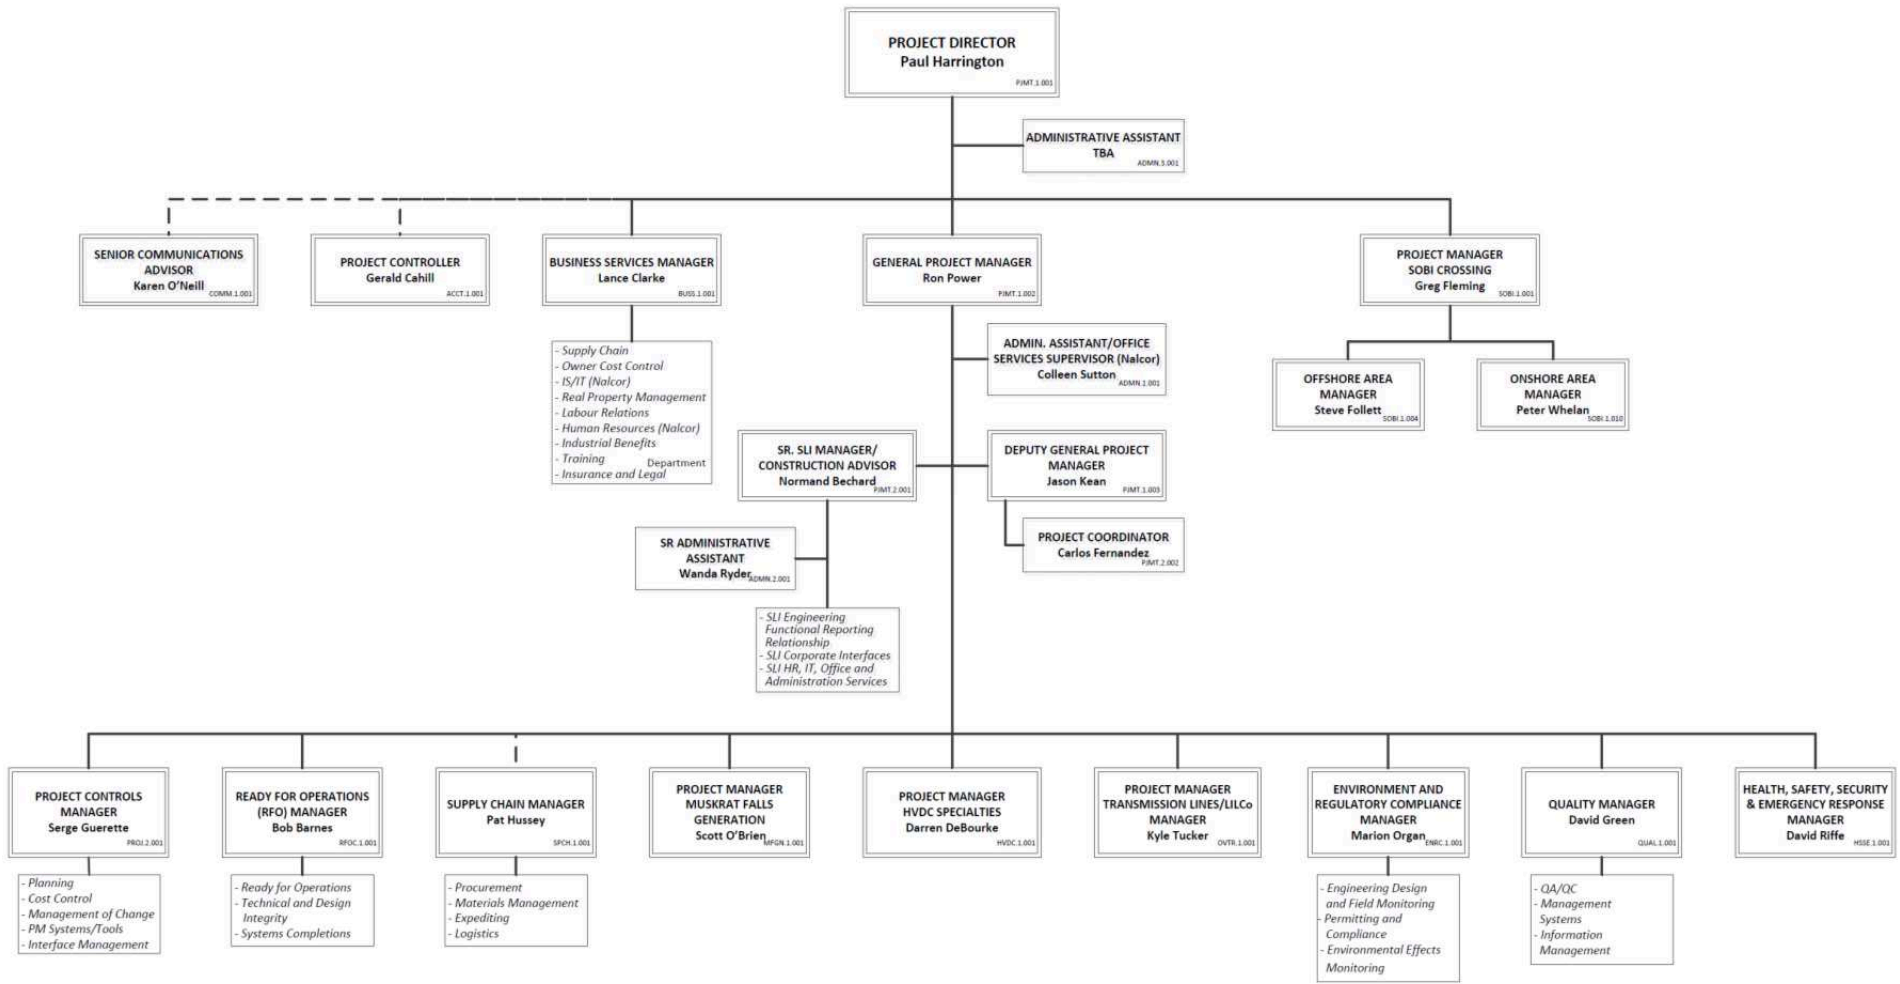 PROJECT DIRECTOR
Paul Harrington
PJMT.1.001
ADMINISTRATIVE ASSISTANT
TBA
ADMN.3.001
SENIOR COMMUNICATIONS
ADVISOR
Karen O'Neill
COMM.1.001
PROJECT CONTROLLER
Gerald Cahill
ACCT.1.001
BUSINESS SERVICES MANAGER
Lance Clarke
BUSS.1.001
GENERAL PROJECT MANAGER
Ron Power
PJMT.1.002
PROJECT MANAGER
SOBI CROSSING
Greg Fleming
SOBI.1.001
- Supply Chain
- Owner Cost Control
- IS/IT (Nalcor)
- Real Property Management
- Labour Relations
- Human Resources (Nalcor)
- Industrial Benefits
- Training
Department
- Insurance and Legal
ADMIN. ASSISTANT/OFFICE
SERVICES SUPERVISOR (Nalcor)
Colleen Sutton
ADMN.1.001
OFFSHORE AREA
MANAGER
Steve Follett
SOBI.1.004
ONSHORE AREA
MANAGER
Peter Whelan
SOBI.1.010
SR. SLI MANAGER/
CONSTRUCTION ADVISOR
Normand Bechard
PJMT.2.001
DEPUTY GENERAL PROJECT
MANAGER
Jason Kean
PJMT.1.003
SR ADMINISTRATIVE
ASSISTANT
Wanda Ryder
ADMN.2.001
PROJECT COORDINATOR
Carlos Fernandez
PJMT.2.002
- SLI Engineering
Functional Reporting
Relationship
- SLI Corporate Interfaces
- SLI HR, IT, Office and
Administration Services
PROJECT CONTROLS
MANAGER
Serge Guerette
PROJ.2.001
READY FOR OPERATIONS
(RFO) MANAGER
Bob Barnes
RFOC.1.001
SUPPLY CHAIN MANAGER
Pat Hussey
SPCH.1.001
PROJECT MANAGER
MUSKRAT FALLS
GENERATION
Scott O'Brien
MFGN.1.001
PROJECT MANAGER
HVDC SPECIALTIES
Darren DeBourke
HVDC.1.001
PROJECT MANAGER
TRANSMISSION LINES/LILCo
MANAGER
Kyle Tucker
OVTR.1.001
ENVIRONMENT AND
REGULATORY COMPLIANCE
MANAGER
Marion Organ
ENRC.1.001
QUALITY MANAGER
David Green
QUAL.1.001
HEALTH, SAFETY, SECURITY
& EMERGENCY RESPONSE
MANAGER
David Riffe
HSSE.1.001
- Planning
- Cost Control
- Management of Change
- PM Systems/Tools
- Interface Management
- Ready for Operations
- Technical and Design
Integrity
- Systems Completions
- Procurement
- Materials Management
- Expediting
- Logistics
- Engineering Design
and Field Monitoring
- Permitting and
Compliance
- Environmental Effects
Monitoring
- QA/QC
- Management
Systems
- Information
Management